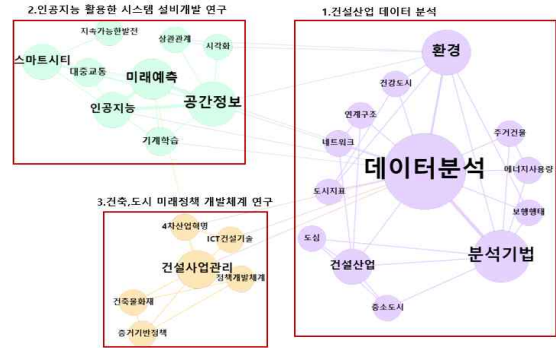 2.인공지능 활용한 시스템 설비개발 연구
지속가능한발전
상관관계
시각화
스마트시티
대중교통
미래예측
인공지능
공간정보
기계학습
1.건설산업 데이터 분석
환경
건강도시
연계구조
네트워크
주거건물
데이터분석
에너지사용량
도시지표
보행행태
도심
분석기법
건설산업
중소도시
3.건축,도시 미래정책 개발체계 연구
4차산업혁명
ICT건설기술
건설사업관리
정책개발체계
건축물화재
증거기반정책